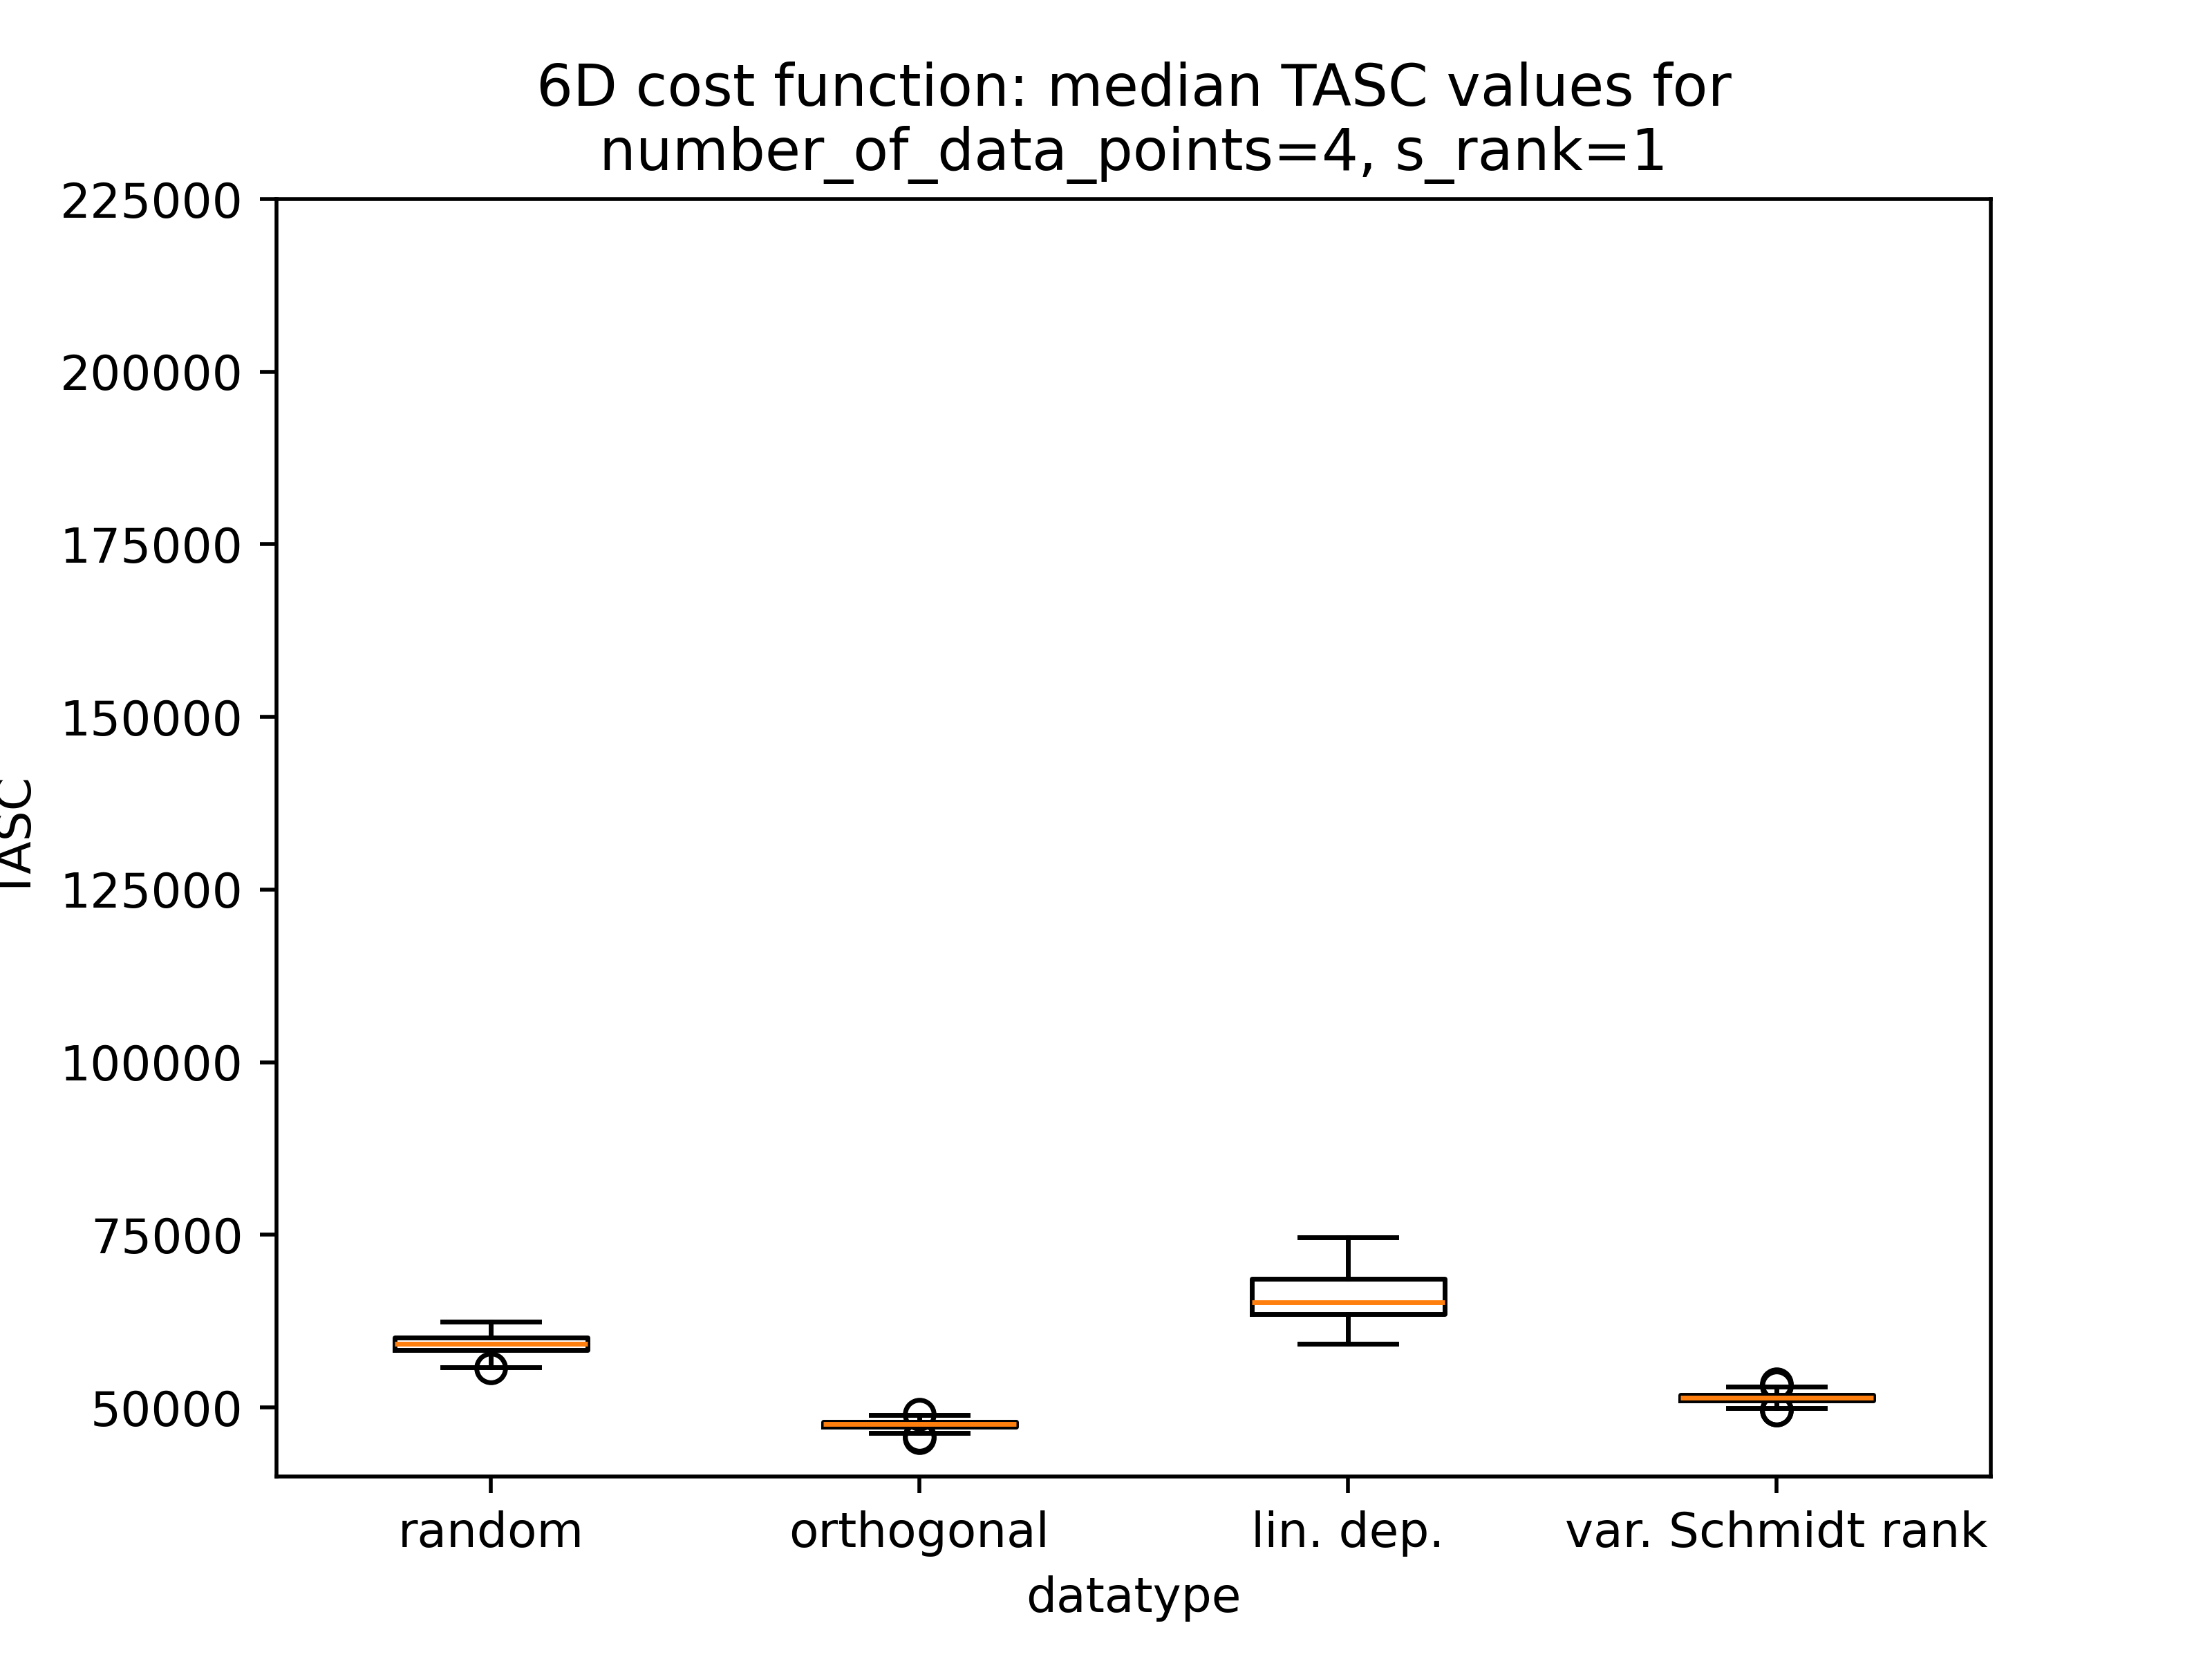 6D cost function: median TASC values for
number_of_data_points=4, s_rank=1
225000
200000
175000
150000
125000
100000
75000
50000
TASC
random
orthogonal
lin. dep.
var. Schmidt rank
datatype